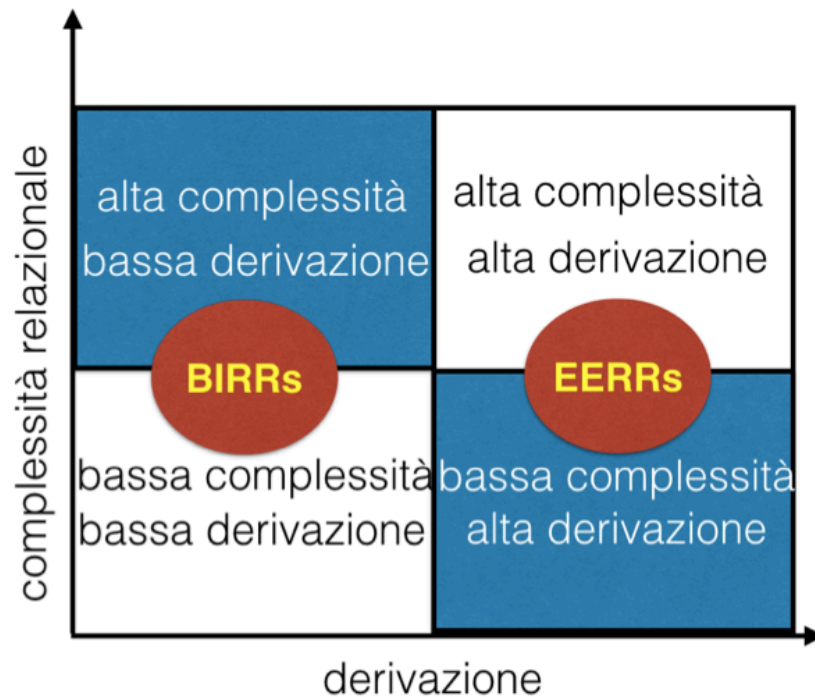 complessità relazionale
alta complessità
bassa derivazione
alta complessità
alta derivazione
BIRRs
EERRs
bassa complessità
bassa derivazione
bassa complessità
alta derivazione
derivazione